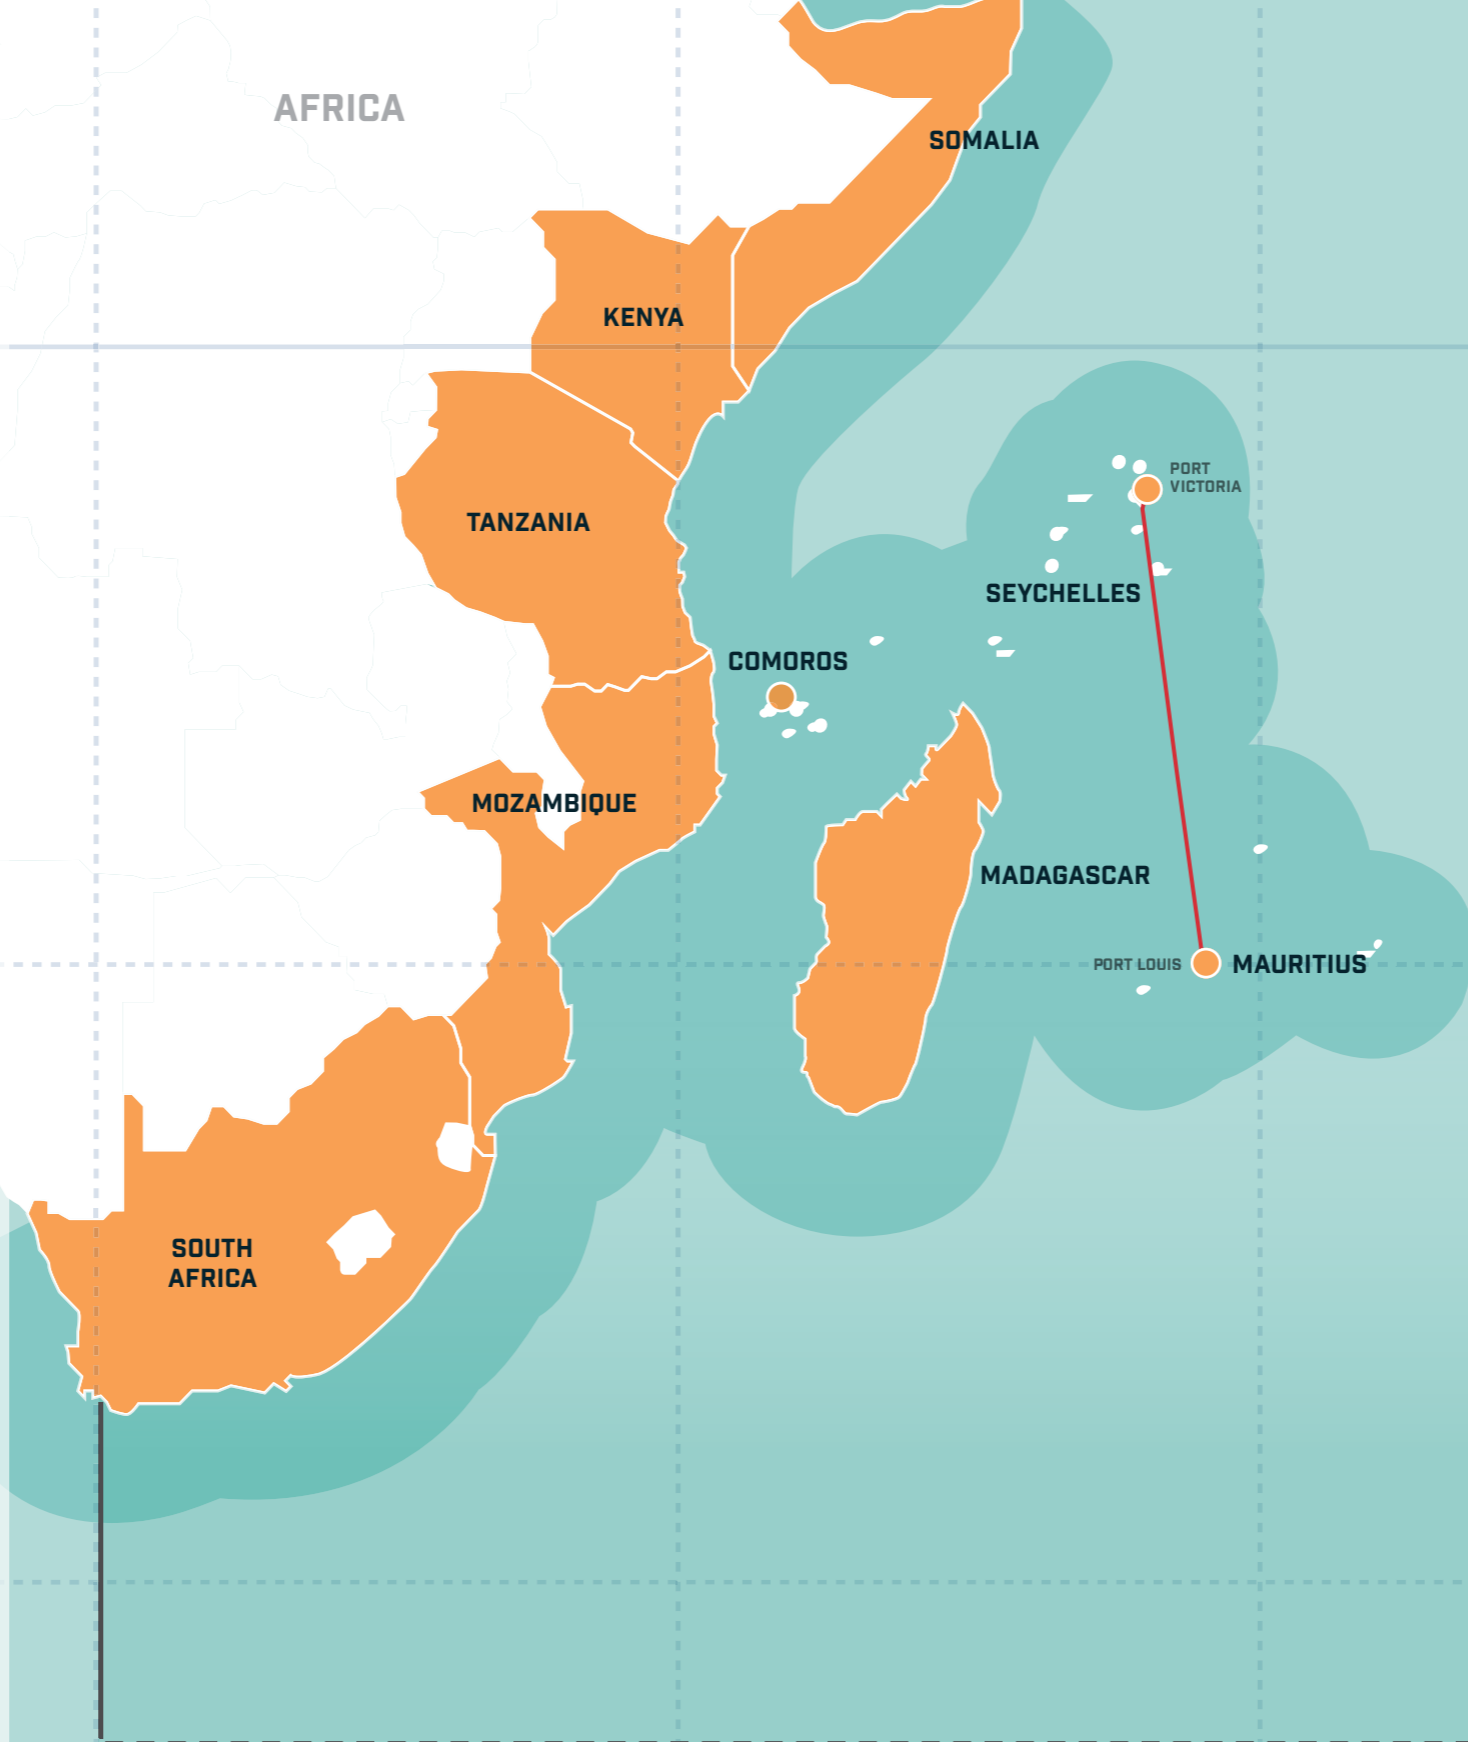 AFRICA
SOMALIA
KENYA
PORT
VICTORIA
TANZANIA
SEYCHELLES
COMOROS
MOZAMBIQUE
MADAGASCAR
PORT LOUIS
MAURITIUS
SOUTH
AFRICA